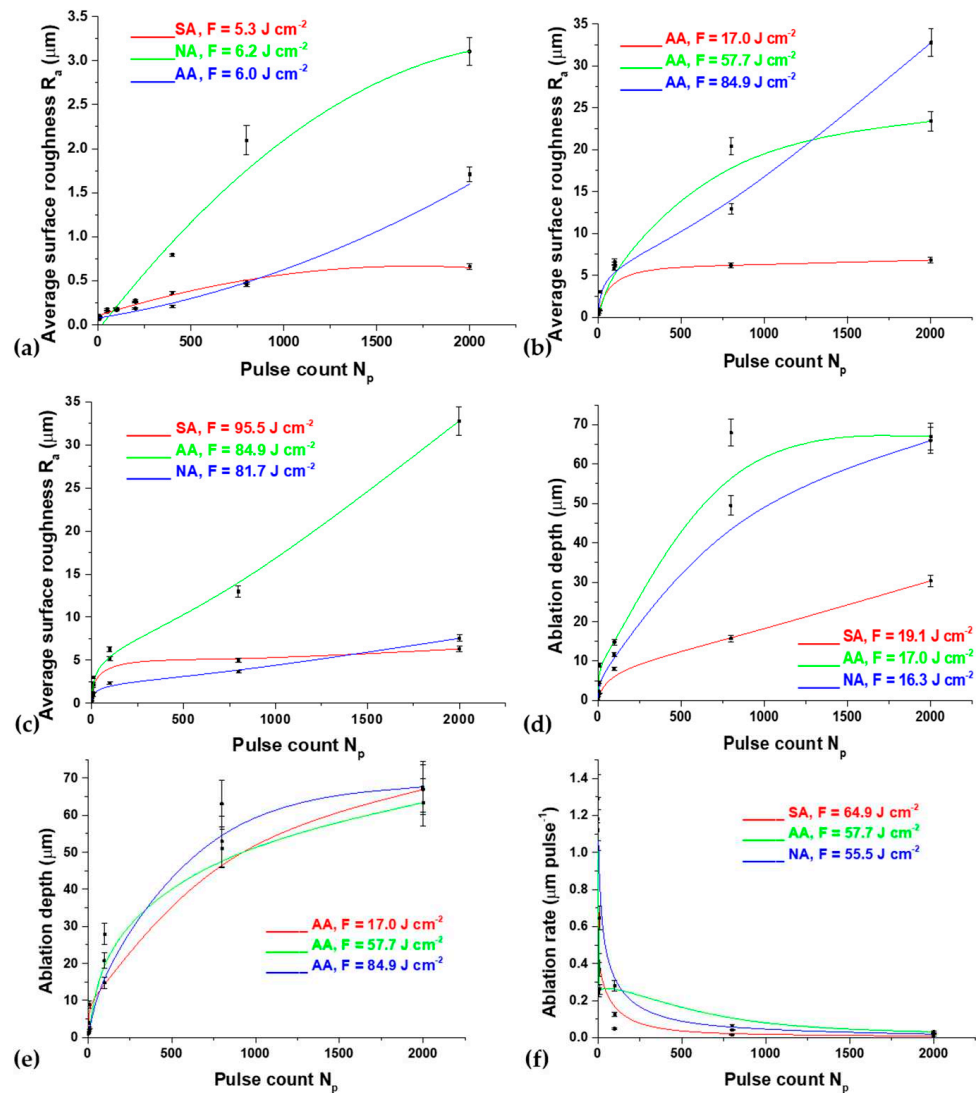 SA, F = 5.3 J cm-2
NA, F = 6.2 J cm-2
AA, F = 6.0 J cm-2
Average surface roughness Ra (μm)
3.5
3.0
2.5
2.0
1.5
1.0
0.5
0.0
0 500 1000 1500 2000
(a) Pulse count Np
AA, F = 17.0 J cm-2
AA, F = 57.7 J cm-2
AA, F = 84.9 J cm-2
Average surface roughness Ra (μm)
35
30
25
20
15
10
5
0
0 500 1000 1500 2000
(b) Pulse count Np
SA, F = 95.5 J cm-2
AA, F = 84.9 J cm-2
NA, F = 81.7 J cm-2
Average surface roughness Ra (μm)
35
30
25
20
15
10
5
0
0 500 1000 1500 2000
(c) Pulse count Np
Ablation depth (μm)
70
60
50
40
30
20
10
0
SA, F = 19.1 J cm-2
AA, F = 17.0 J cm-2
NA, F = 16.3 J cm-2
0 500 1000 1500 2000
(d) Pulse count Np
Ablation depth (μm)
70
60
50
40
30
20
10
0
AA, F = 17.0 J cm-2
AA, F = 57.7 J cm-2
AA, F = 84.9 J cm-2
0 500 1000 1500 2000
(e) Pulse count Np
SA, F = 64.9 J cm-2
AA, F = 57.7 J cm-2
NA, F = 55.5 J cm-2
Ablation rate (μm pulse-1)
1.4
1.2
1.0
0.8
0.6
0.4
0.2
0.0
0 500 1000 1500 2000
(f) Pulse count Np